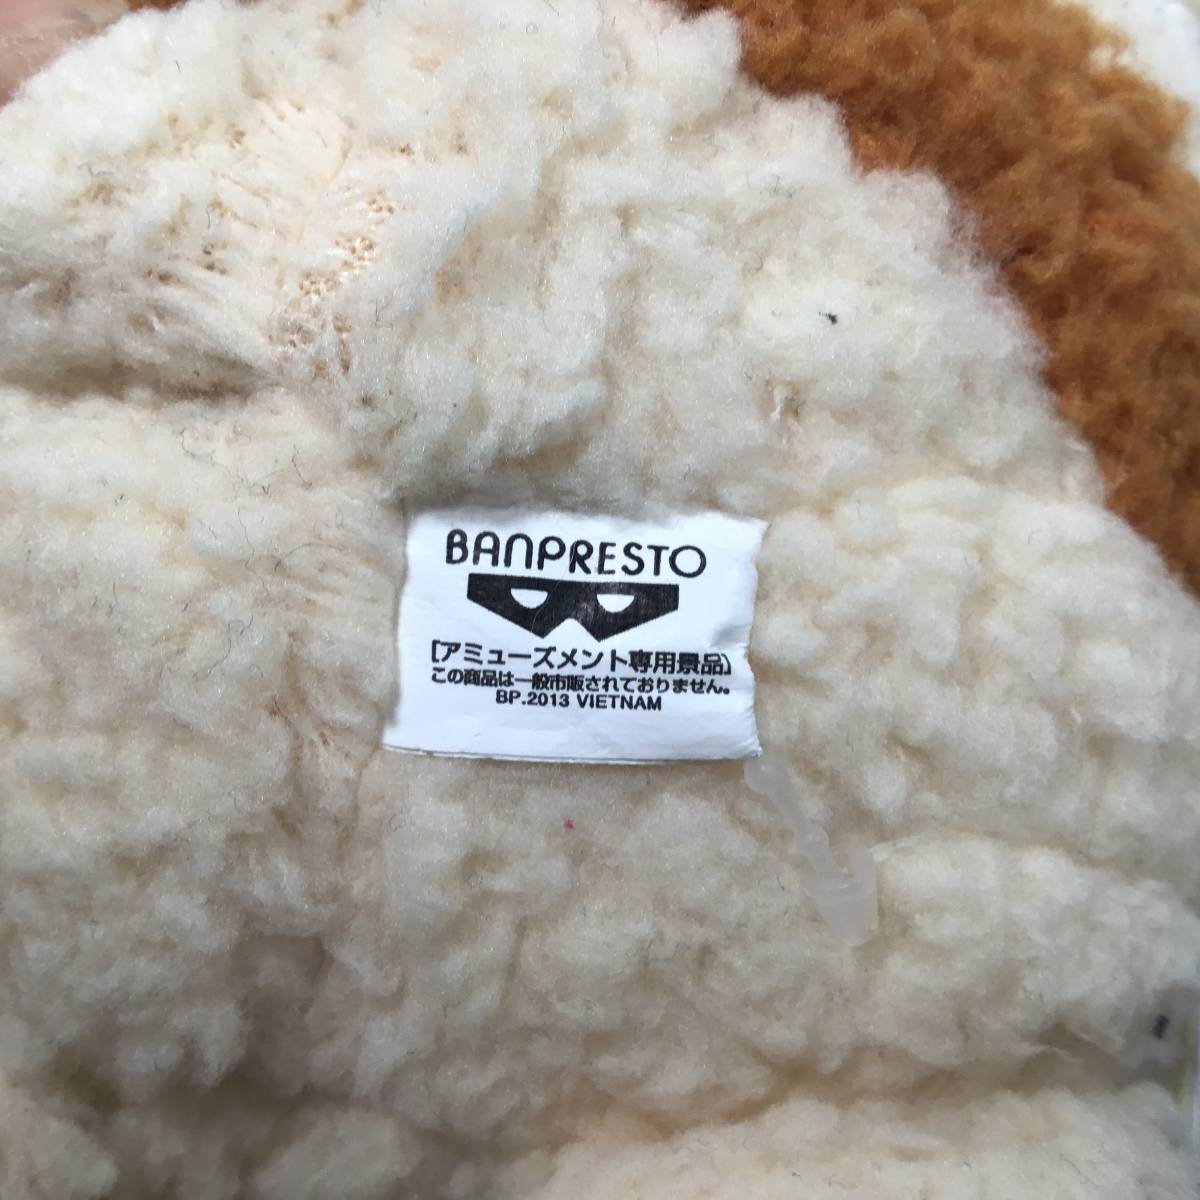 BANPRESTO
[アミューズメント専用景品]
この商品は一般市販されておりません。
BP.2013 VIETNAM